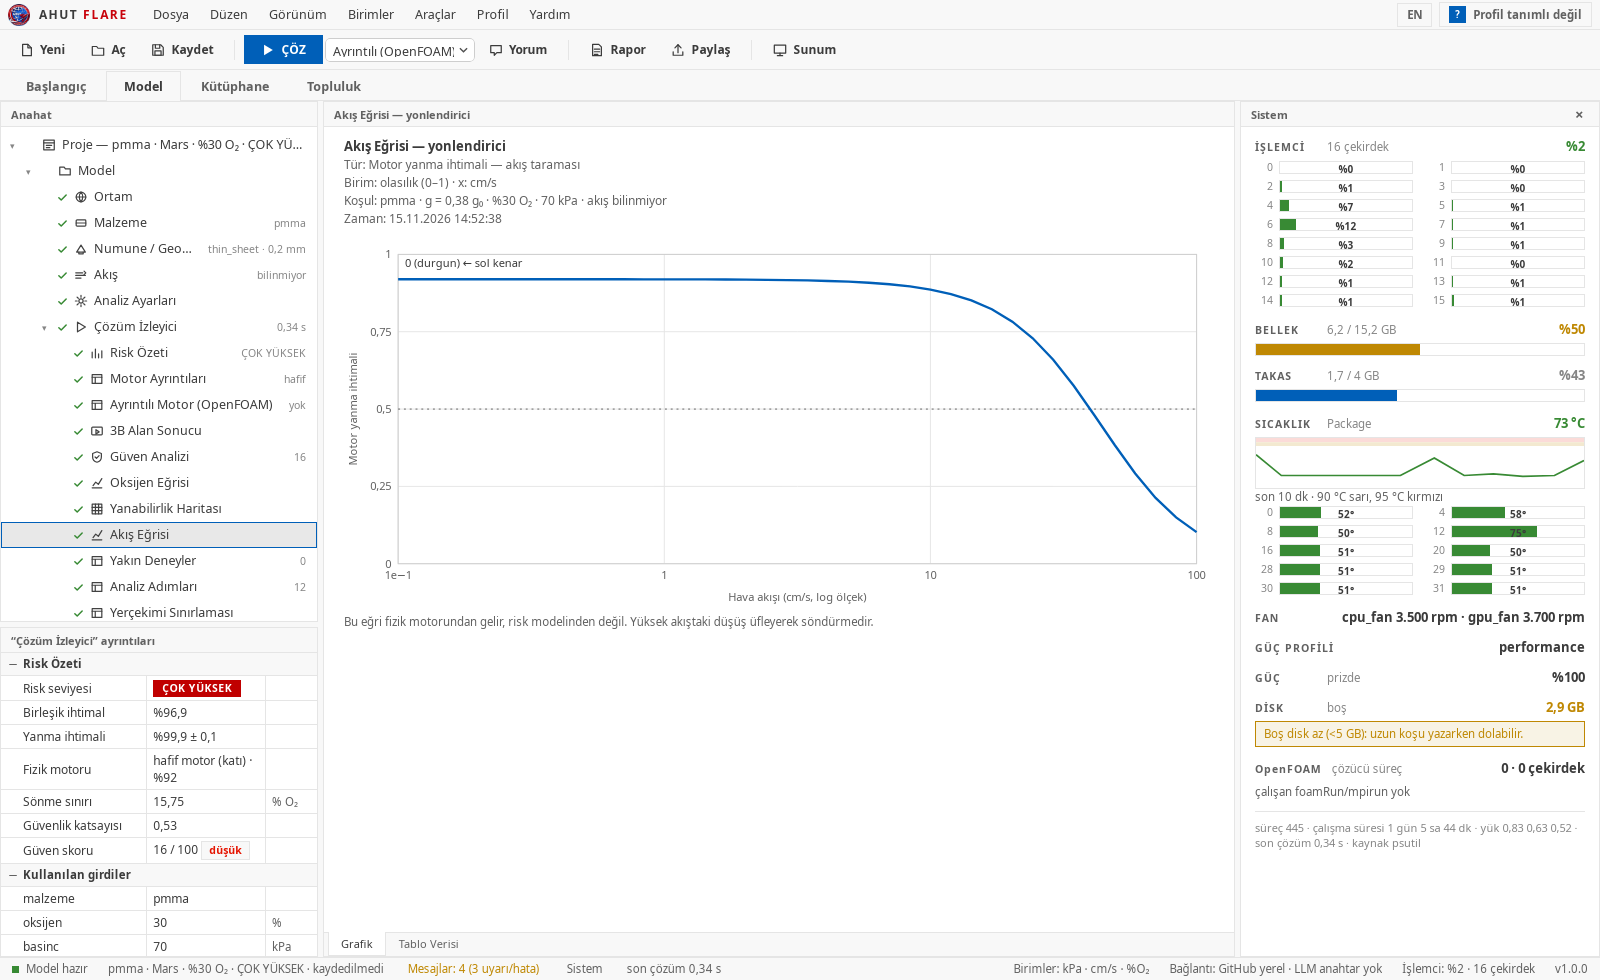 AHUT FLARE Dosya Düzen Görünüm Birimler Araçlar Profil Yardım EN ? Profil tanımlı değil
Yeni Aç Kaydet ÇÖZ Ayrıntılı (OpenFOAM) Yorum Rapor Paylaş Sunum
Başlangıç Model Kütüphane Topluluk
Anahat
Proje — pmma · Mars · %30 O₂ · ÇOK YÜ...
Model
Ortam
Malzeme pmma
Numune / Geo... thin_sheet · 0,2 mm
Akış bilinmiyor
Analiz Ayarları
Çözüm İzleyici 0,34 s
Risk Özeti ÇOK YÜKSEK
Motor Ayrıntıları hafif
Ayrıntılı Motor (OpenFOAM) yok
3B Alan Sonucu
Güven Analizi 16
Oksijen Eğrisi
Yanabilirlik Haritası
Akış Eğrisi
Yakın Deneyler 0
Analiz Adımları 12
Yerçekimi Sınırlaması
"Çözüm İzleyici" ayrıntıları
— Risk Özeti
Risk seviyesi ÇOK YÜKSEK
Birleşik ihtimal %96,9
Yanma ihtimali %99,9 ± 0,1
Fizik motoru hafif motor (katı) ·
%92
Sönme sınırı 15,75 % O₂
Güvenlik katsayısı 0,53
Güven skoru 16 / 100 düşük
— Kullanılan girdiler
malzeme pmma
oksijen 30 %
basinc 70 kPa
Akış Eğrisi — yonlendirici
Akış Eğrisi — yonlendirici
Tür: Motor yanma ihtimali — akış taraması
Birim: olasılık (0–1) · x: cm/s
Koşul: pmma · g = 0,38 g₀ · %30 O₂ · 70 kPa · akış bilinmiyor
Zaman: 15.11.2026 14:52:38
1
0 (durgun) ← sol kenar
0,75
0,5
0,25
0
Motor yanma ihtimali
1e−1 1 10 100
Hava akışı (cm/s, log ölçek)
Bu eğri fizik motorundan gelir, risk modelinden değil. Yüksek akıştaki düşüş üfleyerek söndürmedir.
Grafik Tablo Verisi
Sistem ×
İŞLEMCİ 16 çekirdek %2
0 %0 1 %0
2 %1 3 %0
4 %7 5 %1
6 %12 7 %1
8 %3 9 %1
10 %2 11 %0
12 %1 13 %1
14 %1 15 %1
BELLEK 6,2 / 15,2 GB %50
TAKAS 1,7 / 4 GB %43
SICAKLIK Package 73 °C
son 10 dk · 90 °C sarı, 95 °C kırmızı
0 52° 4 58°
8 50° 12 75°
16 51° 20 50°
28 51° 29 51°
30 51° 31 51°
FAN cpu_fan 3.500 rpm · gpu_fan 3.700 rpm
GÜÇ PROFİLİ performance
GÜÇ prizde %100
DİSK boş 2,9 GB
Boş disk az (<5 GB): uzun koşu yazarken dolabilir.
OpenFOAM çözücü süreç 0 · 0 çekirdek
çalışan foamRun/mpirun yok
süreç 445 · çalışma süresi 1 gün 5 sa 44 dk · yük 0,83 0,63 0,52 ·
son çözüm 0,34 s · kaynak psutil
Model hazır pmma · Mars · %30 O₂ · ÇOK YÜKSEK · kaydedilmedi Mesajlar: 4 (3 uyarı/hata) Sistem son çözüm 0,34 s Birimler: kPa · cm/s · %O₂ Bağlantı: GitHub yerel · LLM anahtar yok İşlemci: %2 · 16 çekirdek v1.0.0